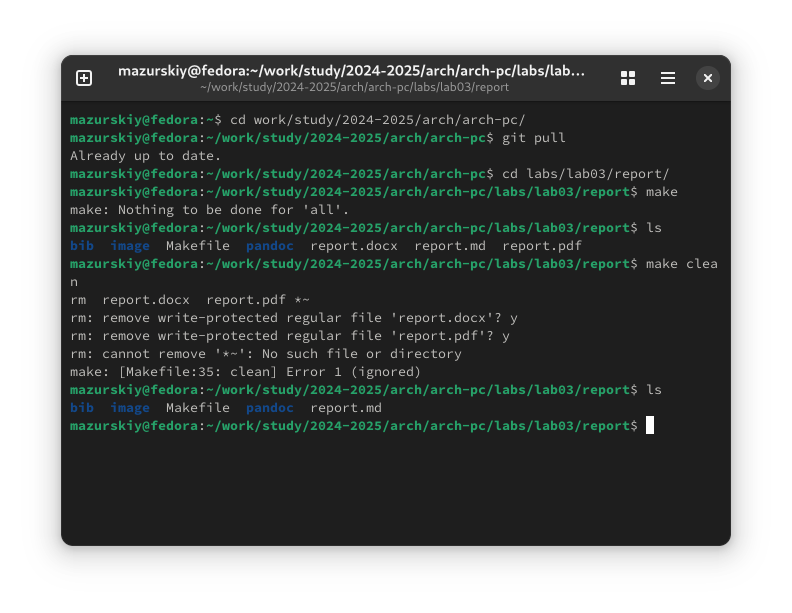 mazurskiy@fedora:~/work/study/2024-2025/arch/arch-pc/labs/lab...
~/work/study/2024-2025/arch/arch-pc/labs/lab03/report
mazurskiy@fedora:~$ cd work/study/2024-2025/arch/arch-pc/
mazurskiy@fedora:~/work/study/2024-2025/arch/arch-pc$ git pull
Already up to date.
mazurskiy@fedora:~/work/study/2024-2025/arch/arch-pc$ cd labs/lab03/report/
mazurskiy@fedora:~/work/study/2024-2025/arch/arch-pc/labs/lab03/report$ make
make: Nothing to be done for 'all'.
mazurskiy@fedora:~/work/study/2024-2025/arch/arch-pc/labs/lab03/report$ ls
bib  image  Makefile  pandoc  report.docx  report.md  report.pdf
mazurskiy@fedora:~/work/study/2024-2025/arch/arch-pc/labs/lab03/report$ make clea
n
rm  report.docx  report.pdf *~
rm: remove write-protected regular file 'report.docx'? y
rm: remove write-protected regular file 'report.pdf'? y
rm: cannot remove '*~': No such file or directory
make: [Makefile:35: clean] Error 1 (ignored)
mazurskiy@fedora:~/work/study/2024-2025/arch/arch-pc/labs/lab03/report$ ls
bib  image  Makefile  pandoc  report.md
mazurskiy@fedora:~/work/study/2024-2025/arch/arch-pc/labs/lab03/report$